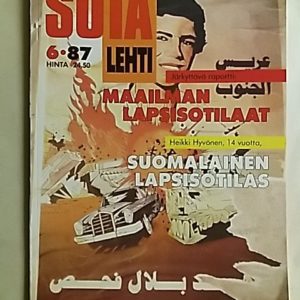 SOTA
LEHTI
6•87
HINTA 24,50
عريس
الجنوب
Järkyttävä raportti:
MAAILMAN
LAPSISOTILAAT
Heikki Hyvönen, 14 vuotta,
SUOMALAINEN
LAPSISOTILAS
بلال فحص